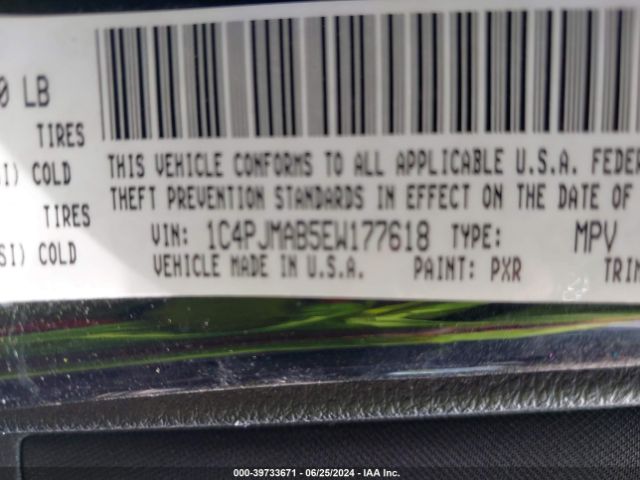 0 LB
TIRES
SI) COLD
TIRES
SI) COLD
THIS VEHICLE CONFORMS TO ALL APPLICABLE U.S.A. FEDER
THEFT PREVENTION STANDARDS IN EFFECT ON THE DATE OF
VIN: 1C4PJMAB5EW177618 TYPE: MPV
VEHICLE MADE IN U.S.A. PAINT: PXR TRIM
000-39733671 - 06/25/2024 - IAA Inc.